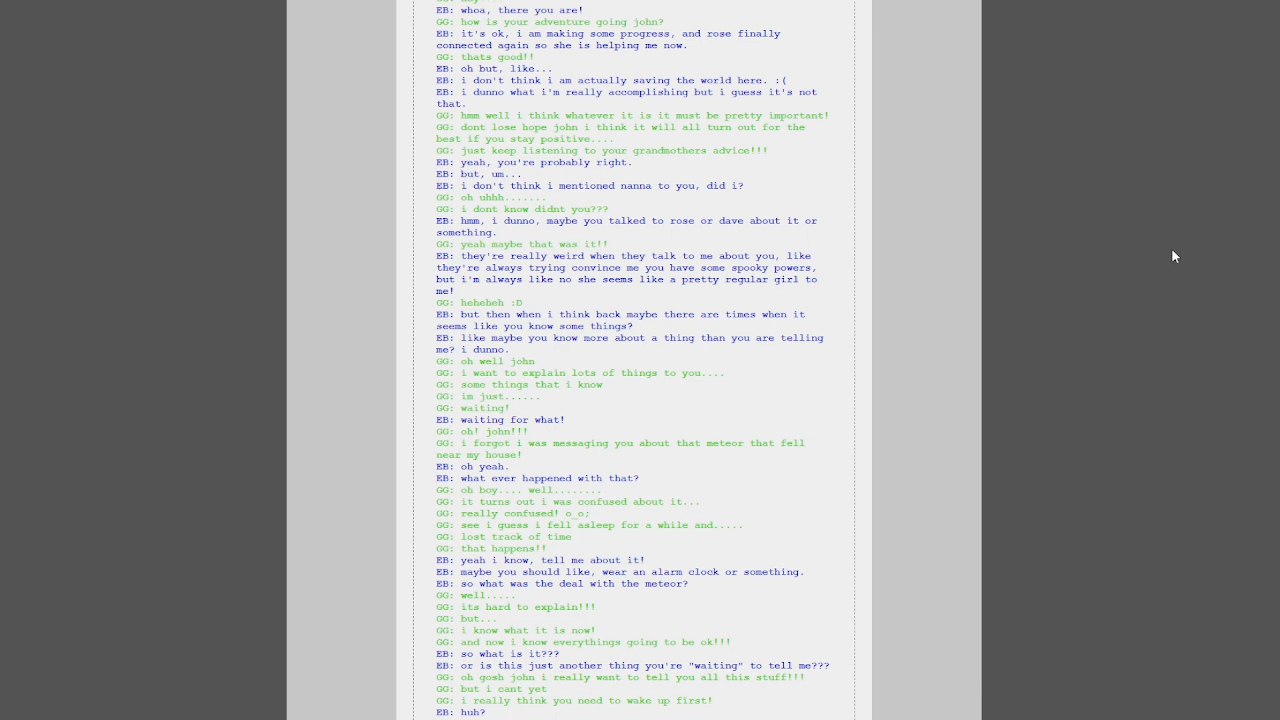 EB: whoa, there you are!
GG: how is your adventure going john?
EB: it's ok, i am making some progress, and rose finally
connected again so she is helping me now.
GG: thats good!!
EB: oh but, like...
EB: i don't think i am actually saving the world here. :(
EB: i dunno what i'm really accomplishing but i guess it's not
that.
GG: hmm well i think whatever it is it must be pretty important!
GG: dont lose hope john i think it will all turn out for the
best if you stay positive....
GG: just keep listening to your grandmothers advice!!!
EB: yeah, you're probably right.
EB: but, um...
EB: i don't think i mentioned nanna to you, did i?
GG: oh uhhh.......
GG: i dont know didnt you???
EB: hmm, i dunno, maybe you talked to rose or dave about it or
something.
GG: yeah maybe that was it!!
EB: they're really weird when they talk to me about you, like
they're always trying convince me you have some spooky powers,
but i'm always like no she seems like a pretty regular girl to
me!
GG: heheheh :D
EB: but then when i think back maybe there are times when it
seems like you know some things?
EB: like maybe you know more about a thing than you are telling
me? i dunno.
GG: oh well john
GG: i want to explain lots of things to you....
GG: some things that i know
GG: im just......
GG: waiting!
EB: waiting for what!
GG: oh! john!!!
GG: i forgot i was messaging you about that meteor that fell
near my house!
EB: oh yeah.
EB: what ever happened with that?
GG: oh boy.... well........
GG: it turns out i was confused about it...
GG: really confused! o_o;
GG: see i guess i fell asleep for a while and.....
GG: lost track of time
GG: that happens!!
EB: yeah i know, tell me about it!
EB: maybe you should like, wear an alarm clock or something.
EB: so what was the deal with the meteor?
GG: well.....
GG: its hard to explain!!!
GG: but...
GG: i know what it is now!
GG: and now i know everythings going to be ok!!!
EB: so what is it???
EB: or is this just another thing you're "waiting" to tell me???
GG: oh gosh john i really want to tell you all this stuff!!!
GG: but i cant yet
GG: i really think you need to wake up first!
EB: huh?